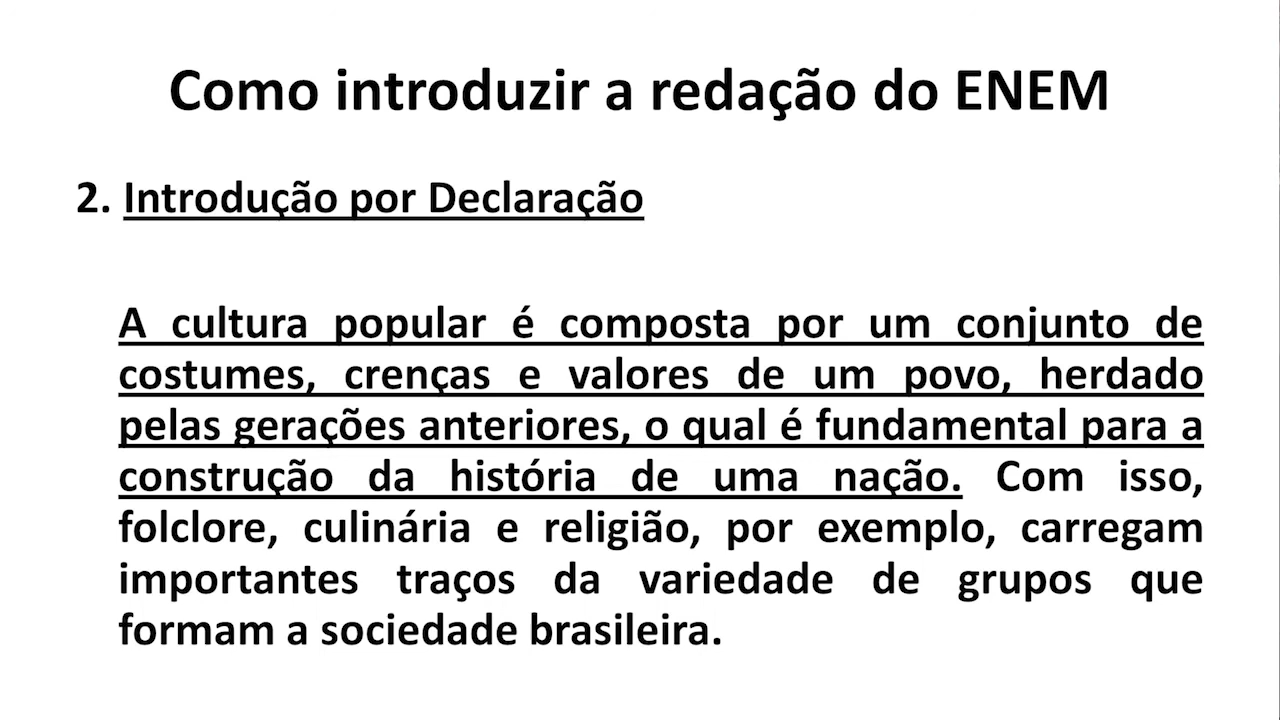 Como introduzir a redação do ENEM
2. Introdução por Declaração
A cultura popular é composta por um conjunto de
costumes, crenças e valores de um povo, herdado
pelas gerações anteriores, o qual é fundamental para a
construção da história de uma nação. Com isso,
folclore, culinária e religião, por exemplo, carregam
importantes traços da variedade de grupos que
formam a sociedade brasileira.